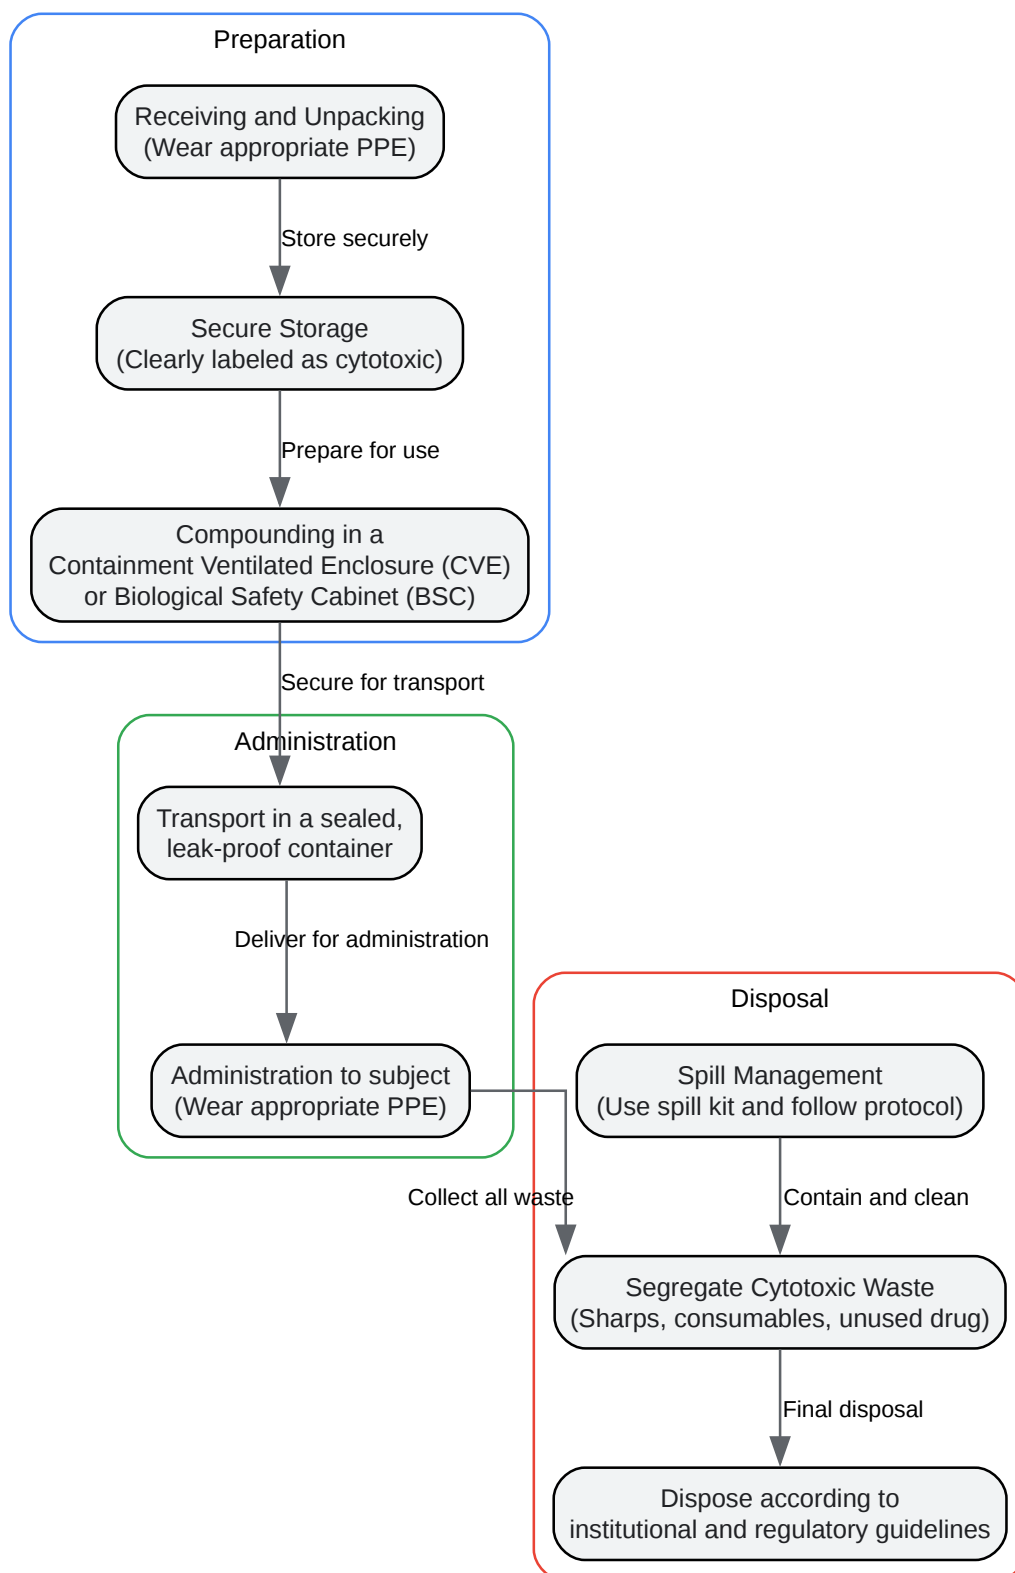 Preparation
Receiving and Unpacking
(Wear appropriate PPE)
Store securely
Secure Storage
(Clearly labeled as cytotoxic)
Prepare for use
Compounding in a
Containment Ventilated Enclosure (CVE)
or Biological Safety Cabinet (BSC)
Secure for transport
Administration
Transport in a sealed,
leak-proof container
Deliver for administration
Administration to subject
(Wear appropriate PPE)
Collect all waste
Disposal
Spill Management
(Use spill kit and follow protocol)
Contain and clean
Segregate Cytotoxic Waste
(Sharps, consumables, unused drug)
Final disposal
Dispose according to
institutional and regulatory guidelines